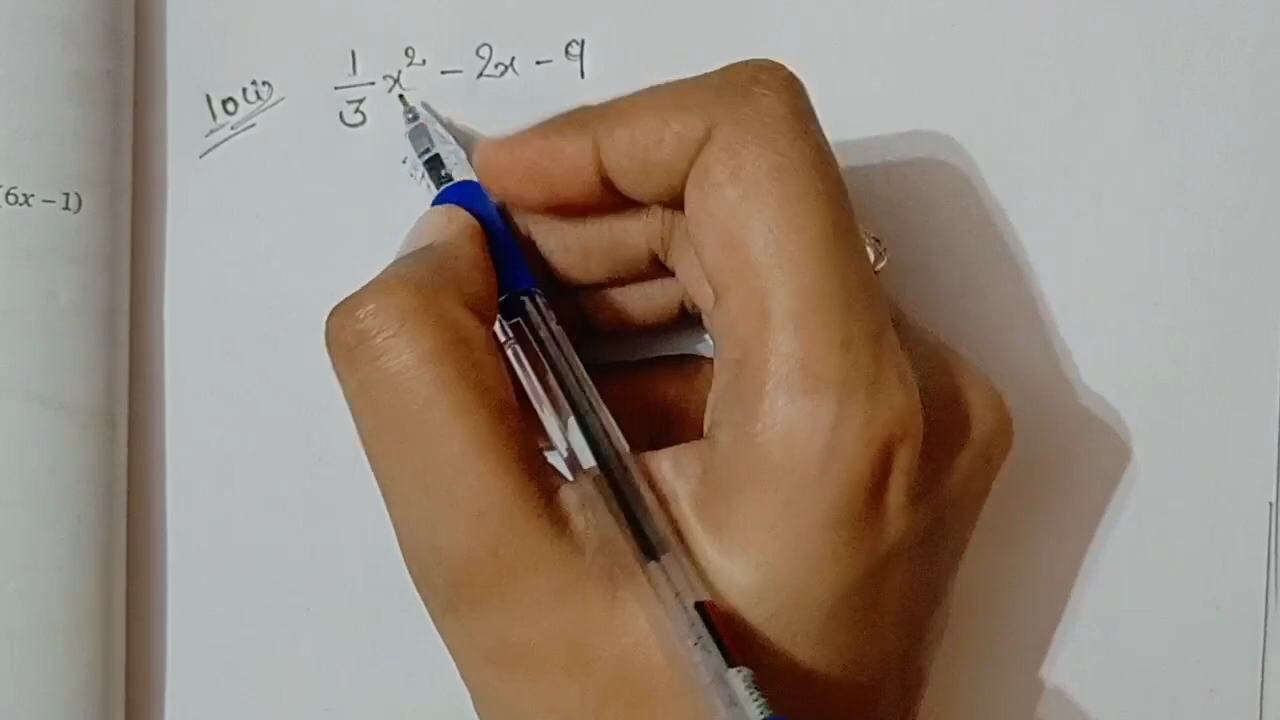 (6x – 1)
10(i) 1/3 x² - 2x - 9